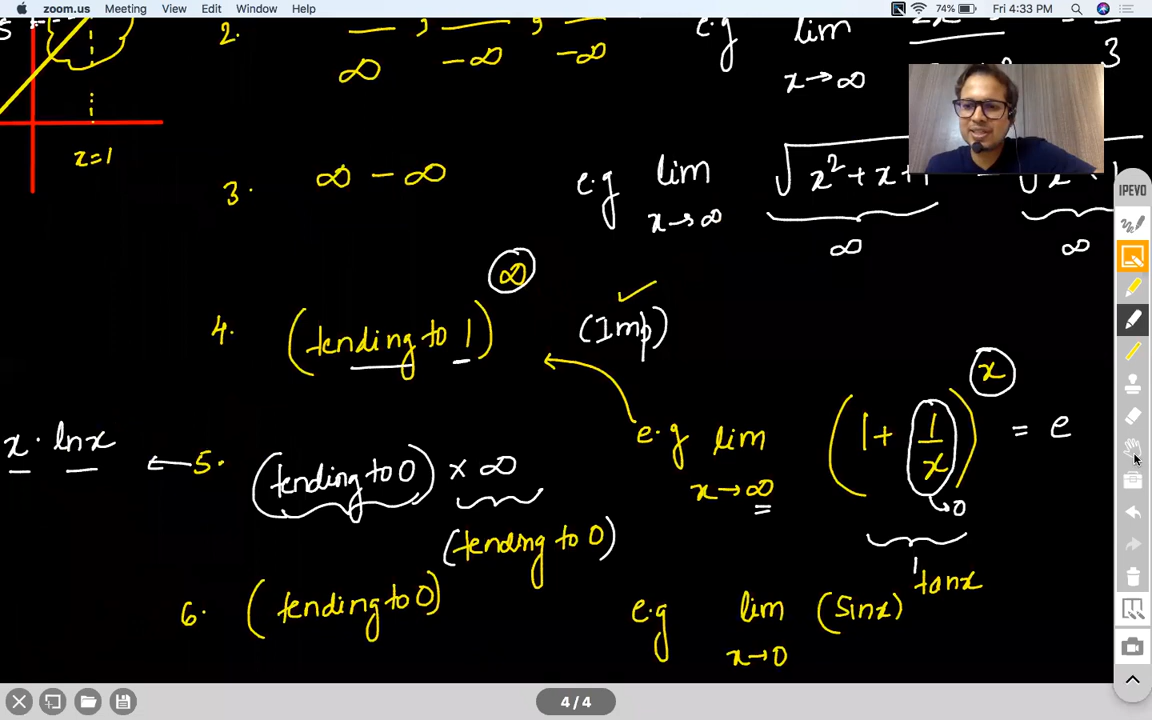 zoom.us Meeting View Edit Window Help 74% Fri 4:33 PM
2. ∞ , -∞ , -∞ e.g lim x→∞ 3
x=1
3. ∞ - ∞ e.g lim x→∞ √x²+x+1 -
∞ ∞
IPEVO
4. (tending to 1)^∞ (Imp) ✓
e.g lim x→∞ (1+ 1/x)^x = e
→0
1
x · lnx ← 5. (tending to 0) × ∞
6. (tending to 0)^(tending to 0) e.g lim x→0 (sinx)^tanx
4/4